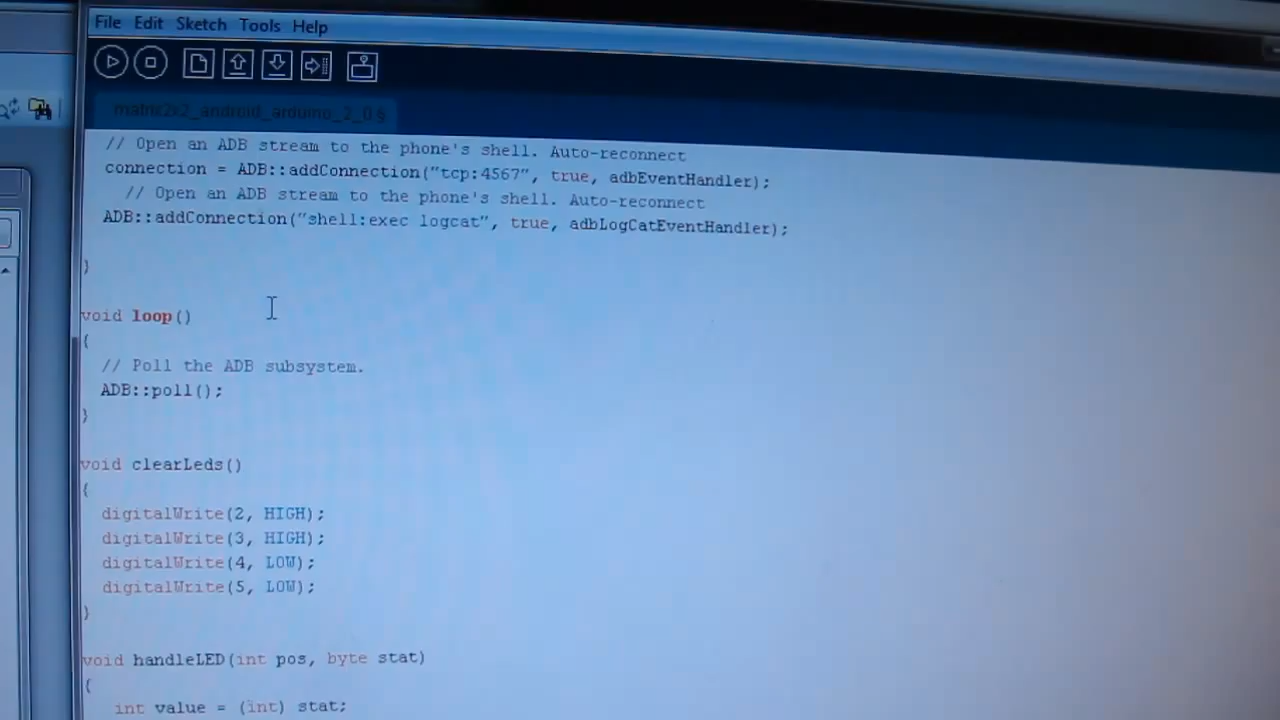 File Edit Sketch Tools Help
matrix2x2_android_arduino_2_0 §
// Open an ADB stream to the phone's shell. Auto-reconnect
connection = ADB::addConnection("tcp:4567", true, adbEventHandler);
// Open an ADB stream to the phone's shell. Auto-reconnect
ADB::addConnection("shell:exec logcat", true, adbLogCatEventHandler);
}
void loop()
{
// Poll the ADB subsystem.
ADB::poll();
}
void clearLeds()
{
digitalWrite(2, HIGH);
digitalWrite(3, HIGH);
digitalWrite(4, LOW);
digitalWrite(5, LOW);
}
void handleLED(int pos, byte stat)
{
int value = (int) stat;